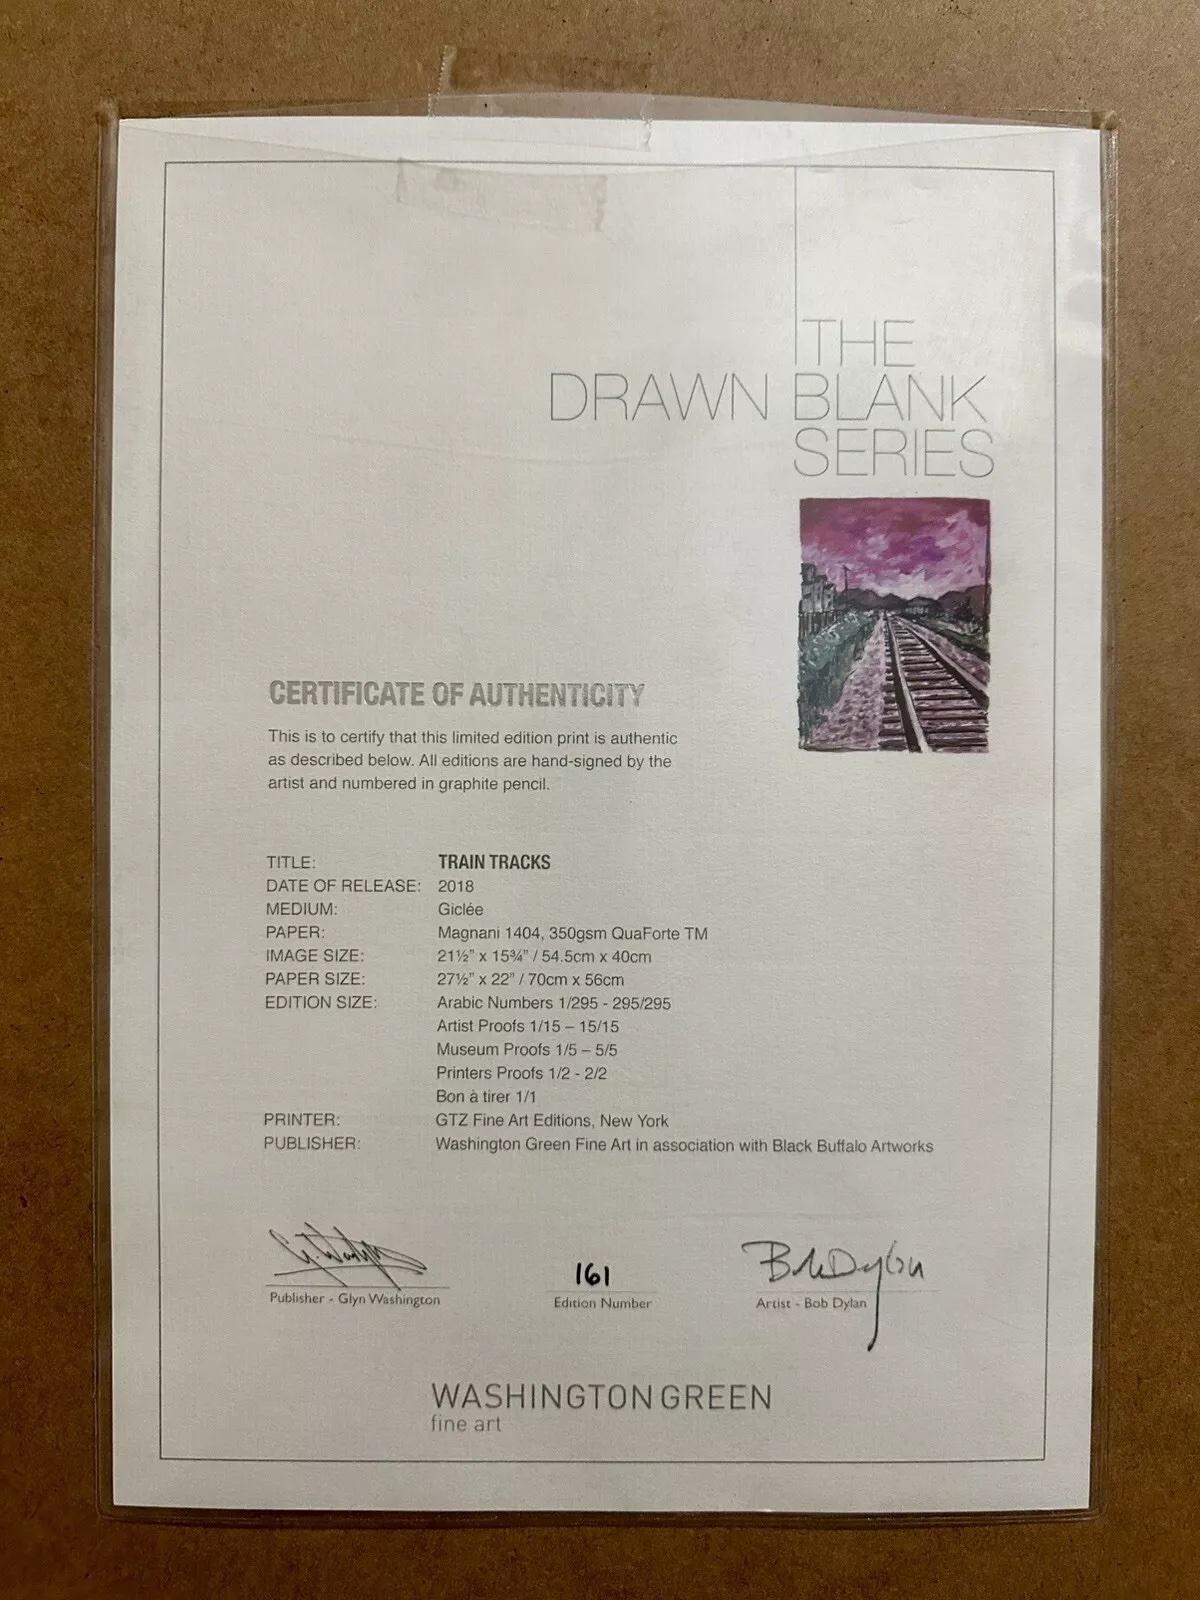 THE
DRAWN BLANK
SERIES
CERTIFICATE OF AUTHENTICITY
This is to certify that this limited edition print is authentic
as described below. All editions are hand-signed by the
artist and numbered in graphite pencil.
TITLE: TRAIN TRACKS
DATE OF RELEASE: 2018
MEDIUM: Giclée
PAPER: Magnani 1404, 350gsm QuaForte TM
IMAGE SIZE: 21½" x 15¾" / 54.5cm x 40cm
PAPER SIZE: 27½" x 22" / 70cm x 56cm
EDITION SIZE: Arabic Numbers 1/295 - 295/295
Artist Proofs 1/15 – 15/15
Museum Proofs 1/5 – 5/5
Printers Proofs 1/2 - 2/2
Bon à tirer 1/1
PRINTER: GTZ Fine Art Editions, New York
PUBLISHER: Washington Green Fine Art in association with Black Buffalo Artworks
161 Bob Dylan
Publisher - Glyn Washington Edition Number Artist - Bob Dylan
WASHINGTON GREEN
fine art